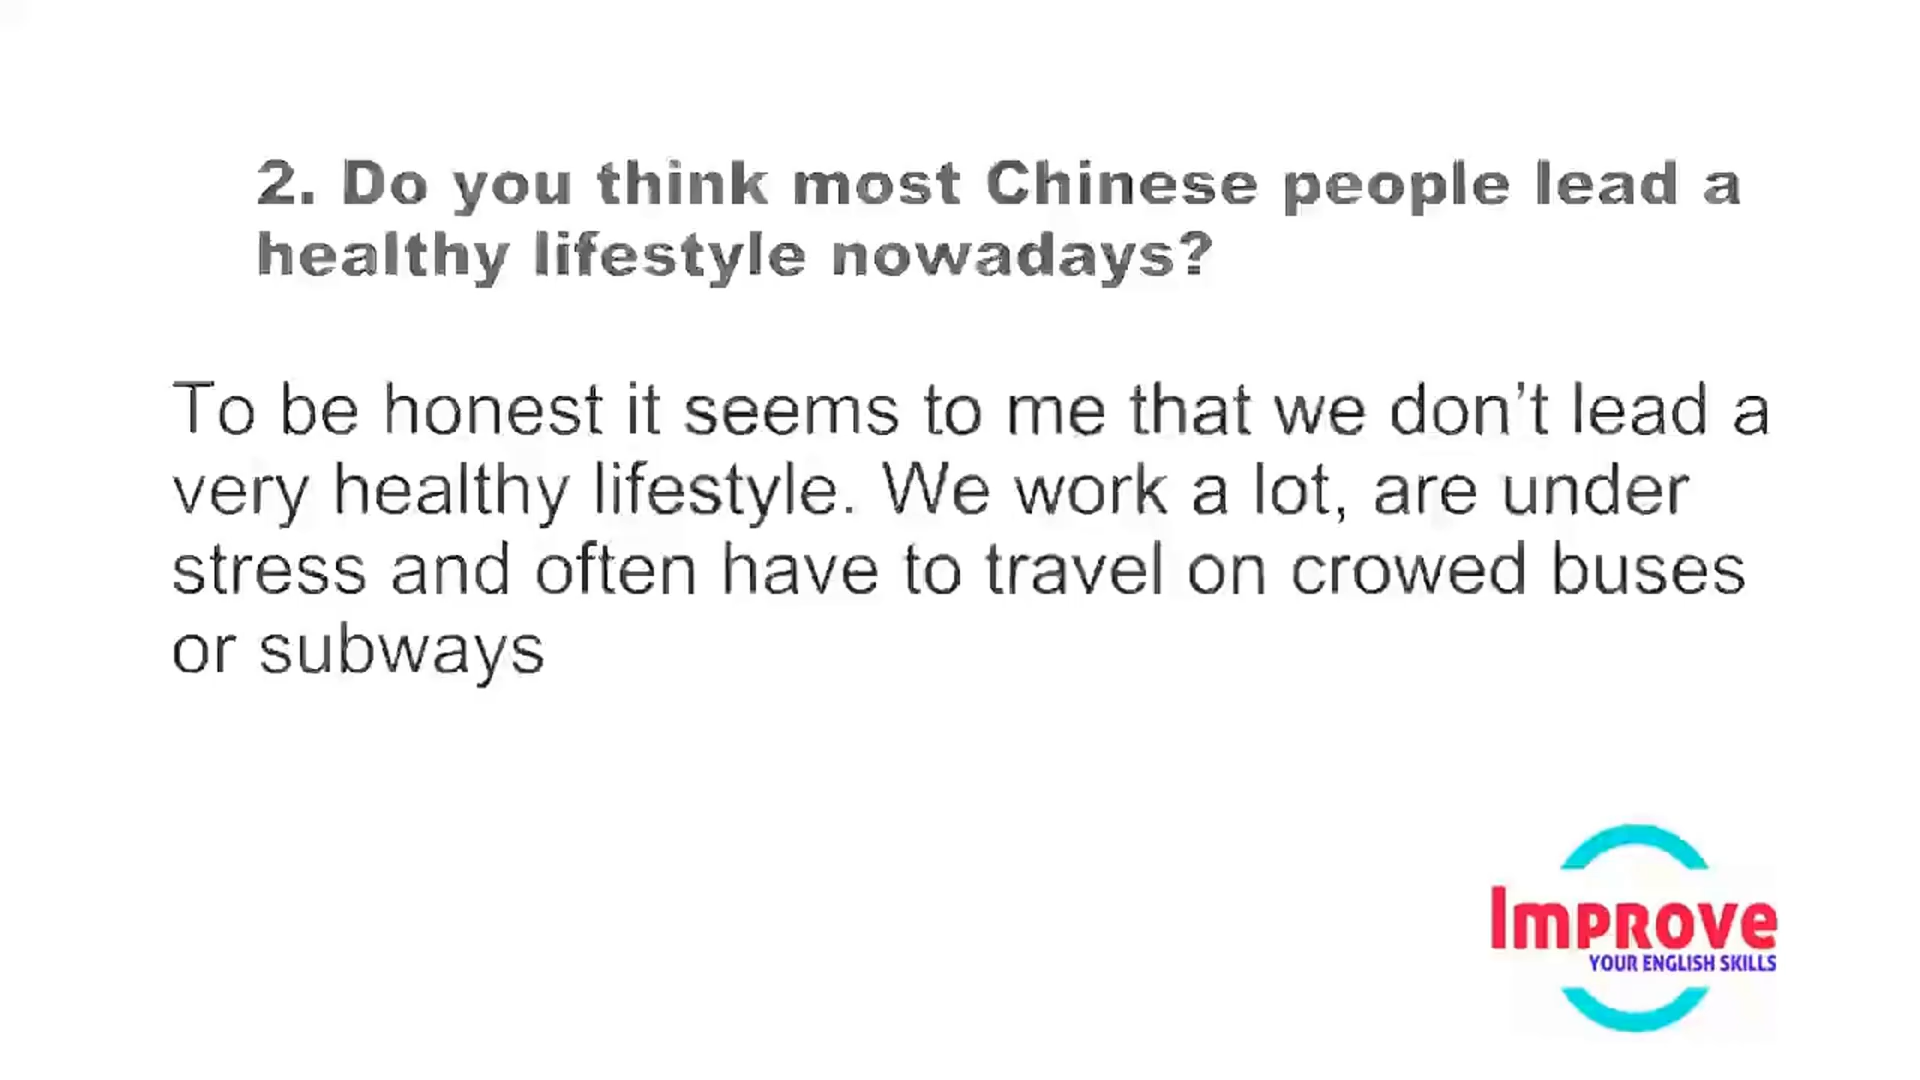 2. Do you think most Chinese people lead a
healthy lifestyle nowadays?
To be honest it seems to me that we don’t lead a
very healthy lifestyle. We work a lot, are under
stress and often have to travel on crowed buses
or subways
Improve
YOUR ENGLISH SKILLS